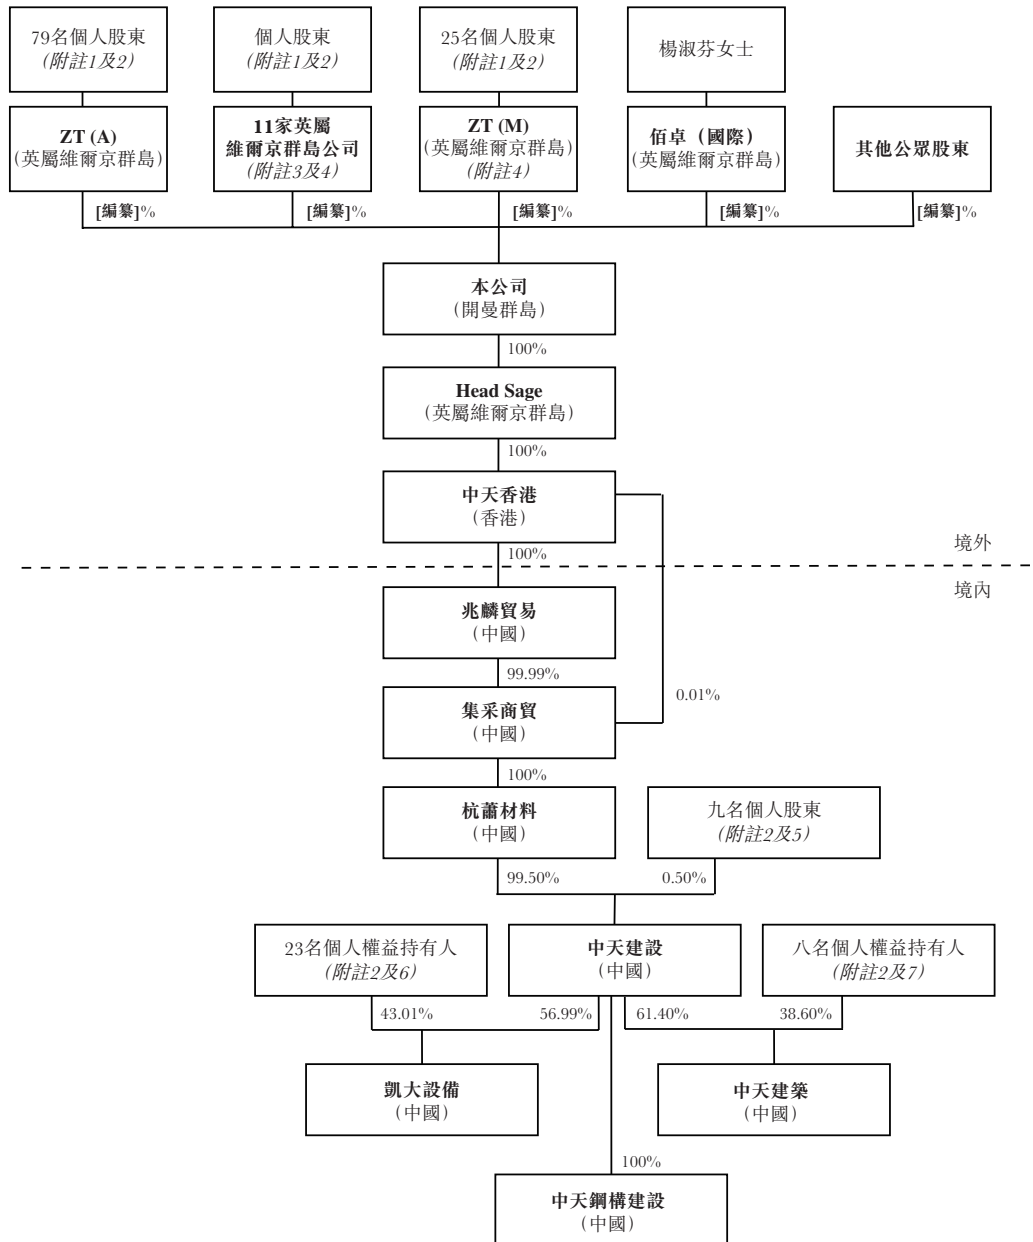 79名個人股東
(附註1及2)
個人股東
(附註1及2)
25名個人股東
(附註1及2)
楊淑芬女士
ZT (A)
(英屬維爾京群島)
11家英屬
維爾京群島公司
(附註3及4)
ZT (M)
(英屬維爾京群島)
(附註4)
佰卓（國際）
(英屬維爾京群島)
其他公眾股東
[編纂]%
[編纂]%
[編纂]%
[編纂]%
[編纂]%
本公司
(開曼群島)
100%
Head Sage
(英屬維爾京群島)
100%
中天香港
(香港)
100%
境外
境內
兆麟貿易
(中國)
99.99%
0.01%
集采商貿
(中國)
100%
杭蕭材料
(中國)
九名個人股東
(附註2及5)
99.50%
0.50%
23名個人權益持有人
(附註2及6)
中天建設
(中國)
八名個人權益持有人
(附註2及7)
43.01%
56.99%
61.40%
38.60%
凱大設備
(中國)
中天建築
(中國)
100%
中天鋼構建設
(中國)